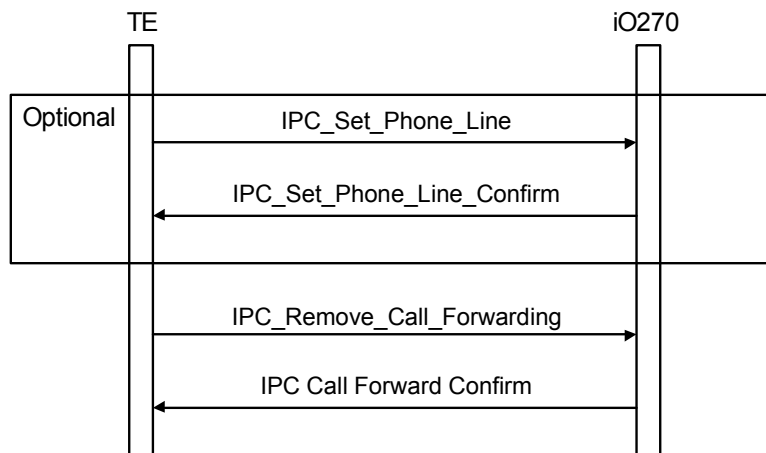 TE
iO270
Optional
IPC_Set_Phone_Line
IPC_Set_Phone_Line_Confirm
IPC_Remove_Call_Forwarding
IPC Call Forward Confirm